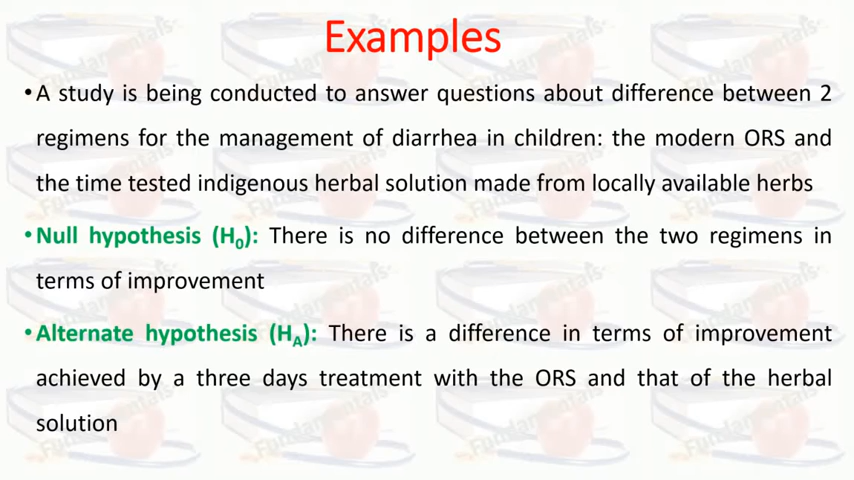 Examples
• A study is being conducted to answer questions about difference between 2
regimens for the management of diarrhea in children: the modern ORS and
the time tested indigenous herbal solution made from locally available herbs
• Null hypothesis (H0): There is no difference between the two regimens in
terms of improvement
• Alternate hypothesis (HA): There is a difference in terms of improvement
achieved by a three days treatment with the ORS and that of the herbal
solution